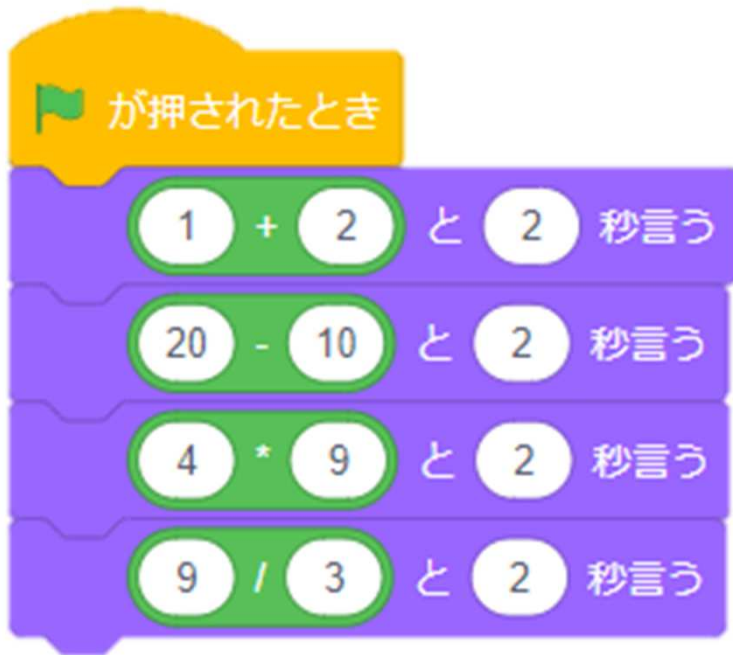 が押されたとき
1 + 2 と 2 秒言う
20 - 10 と 2 秒言う
4 * 9 と 2 秒言う
9 / 3 と 2 秒言う